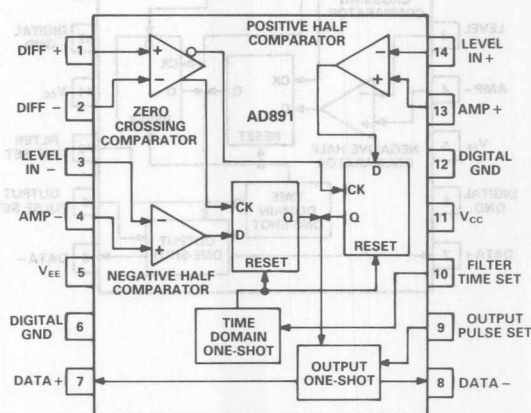 POSITIVE HALF
COMPARATOR
DIFF +
1
DIFF -
2
ZERO
CROSSING
COMPARATOR
AD891
LEVEL
IN -
3
AMP-
4
VEE
5
NEGATIVE HALF
COMPARATOR
DIGITAL
GND
6
DATA+
7
+
-
-
+
-
+
CK
Q
D
RESET
D
CK
Q
RESET
TIME
DOMAIN
ONE-SHOT
OUTPUT
ONE-SHOT
14
LEVEL
IN+
13
AMP+
12
DIGITAL
GND
11
VCC
10
FILTER
TIME SET
9
OUTPUT
PULSE SET
8
DATA-